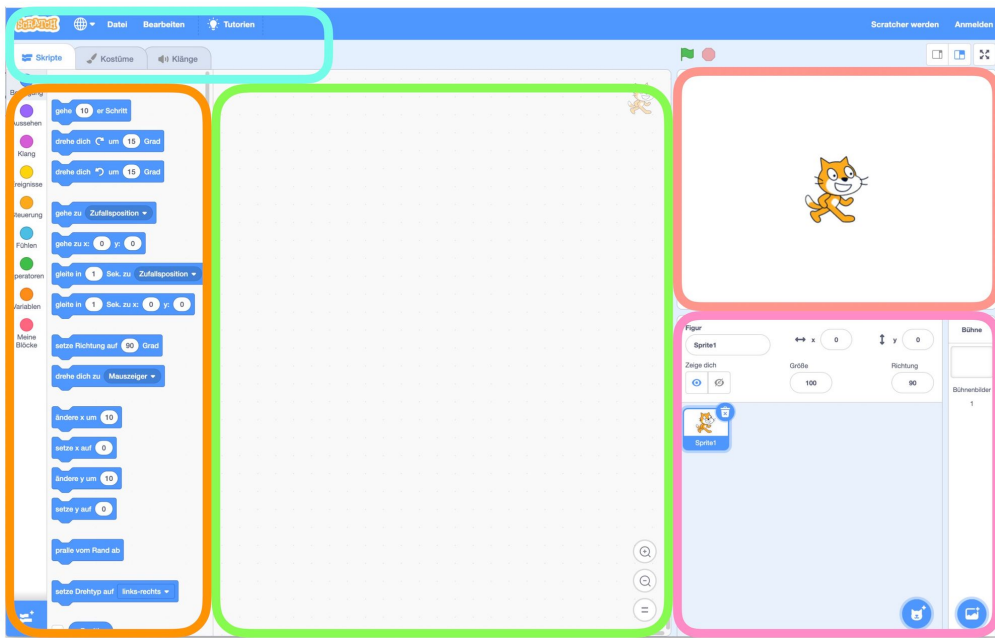 SCRATCH Datei Bearbeiten Tutorien Scratcher werden Anmelden
Skripte Kostüme Klänge
Aussehen
Klang
Ereignisse
Steuerung
Fühlen
Operatoren
Variablen
Meine
Blöcke
gehe 10 er Schritt
drehe dich um 15 Grad
drehe dich um 15 Grad
gehe zu Zufallsposition
gehe zu x: 0 y: 0
gleite in 1 Sek. zu Zufallsposition
gleite in 1 Sek. zu x: 0 y: 0
setze Richtung auf 90 Grad
drehe dich zu Mauszeiger
ändere x um 10
setze x auf 0
ändere y um 10
setze y auf 0
pralle vom Rand ab
setze Drehtyp auf links-rechts
Figur
Sprite1 x 0 y 0
Zeige dich Größe Richtung
100 90
Sprite1
Bühne
Bühnenbilder
1